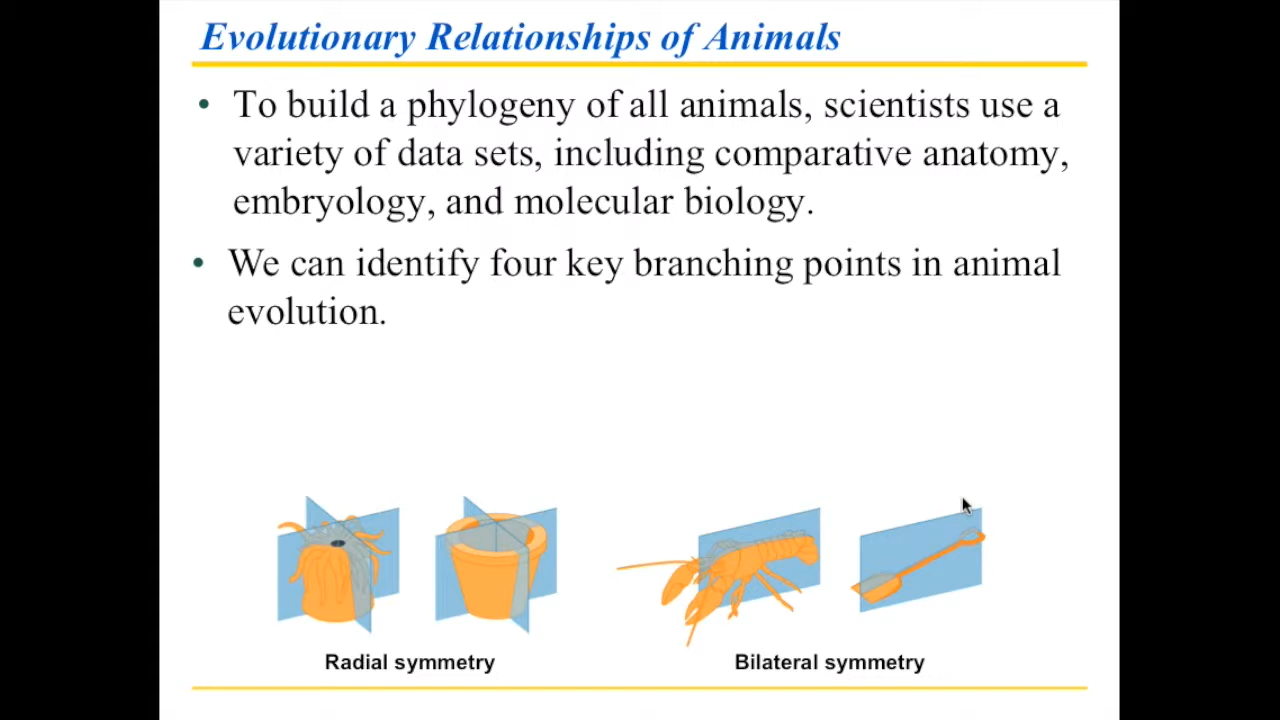 Evolutionary Relationships of Animals
• To build a phylogeny of all animals, scientists use a
variety of data sets, including comparative anatomy,
embryology, and molecular biology.
• We can identify four key branching points in animal
evolution.
Radial symmetry
Bilateral symmetry